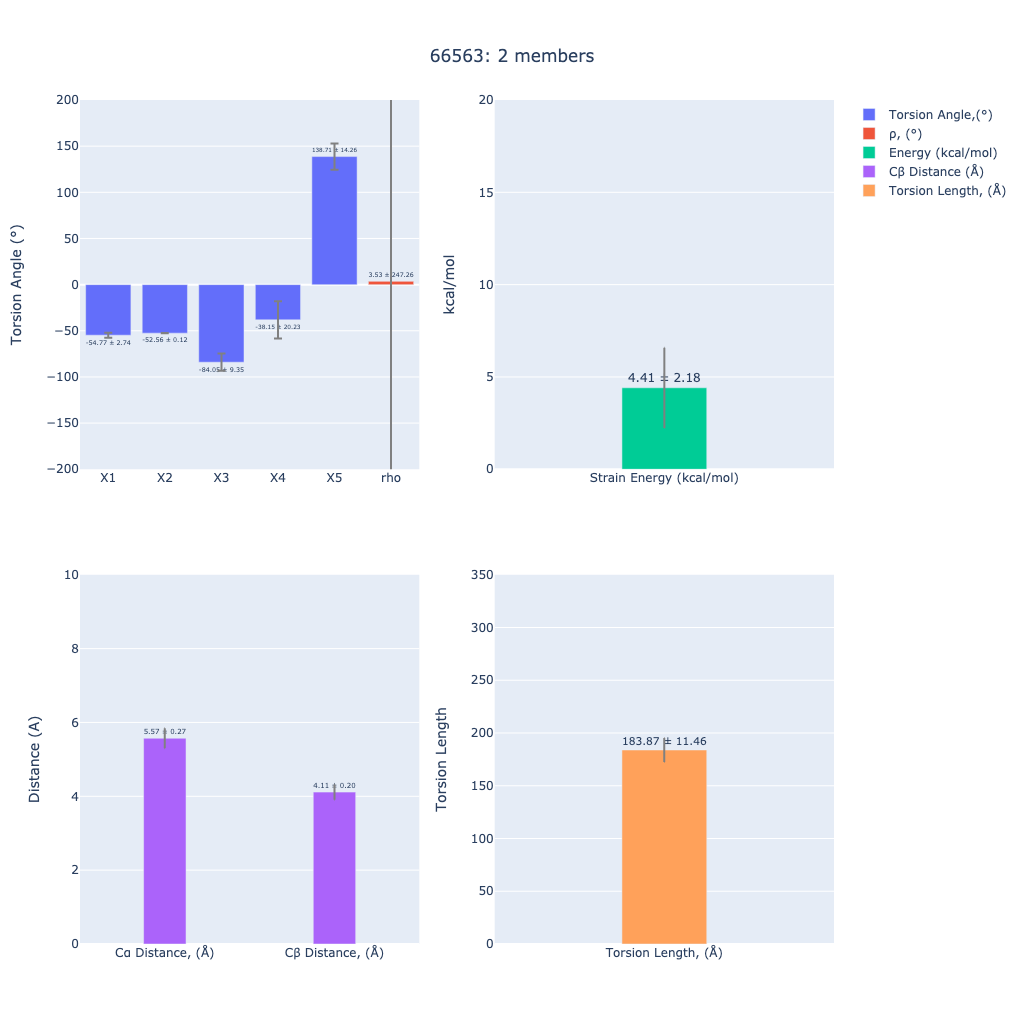 66563: 2 members
Torsion Angle (°)
200
150
100
50
0
−50
−100
−150
−200
138.71 ± 14.26
3.53 ± 247.26
-54.77 ± 2.74
-52.56 ± 0.12
-38.15 ± 20.23
X1
X2
X3
X4
X5
rho
kcal/mol
20
15
10
5
0
4.41 ± 2.18
Strain Energy (kcal/mol)
Torsion Angle,(°)
ρ, (°)
Energy (kcal/mol)
Cβ Distance (Å)
Torsion Length, (Å)
Distance (A)
10
8
6
4
2
0
5.57 ± 0.27
4.11 ± 0.20
Cα Distance, (Å)
Cβ Distance, (Å)
Torsion Length
350
300
250
200
150
100
50
0
183.87 ± 11.46
Torsion Length, (Å)